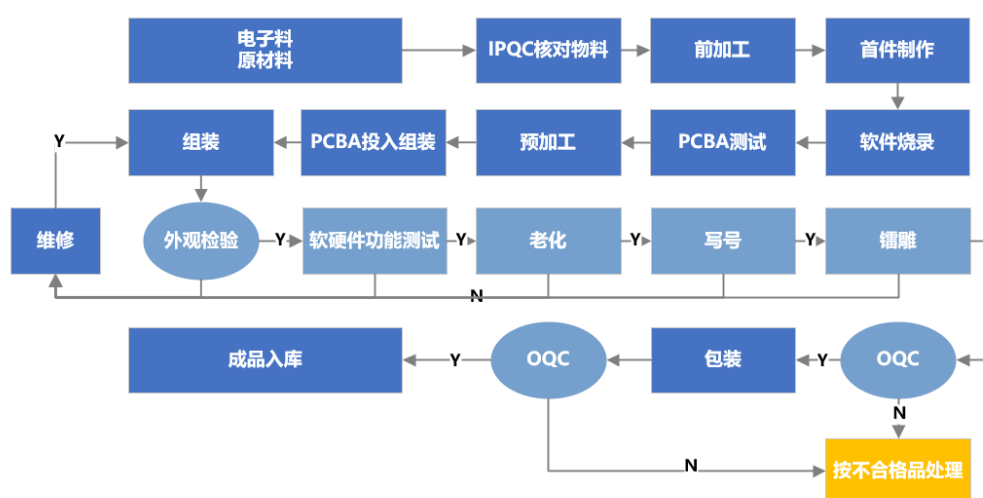 电子料
原材料
IPQC核对物料
前加工
首件制作
Y
组装
PCBA投入组装
预加工
PCBA测试
软件烧录
维修
外观检验
Y
软硬件功能测试
Y
老化
Y
写号
Y
镭雕
N
成品入库
Y
OQC
包装
Y
OQC
N
N
按不合格品处理